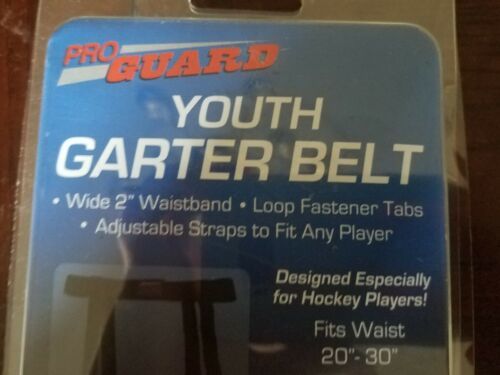 PRO
GUARD
YOUTH
GARTER BELT
• Wide 2" Waistband • Loop Fastener Tabs
• Adjustable Straps to Fit Any Player
Designed Especially
for Hockey Players!
Fits Waist
20"- 30"